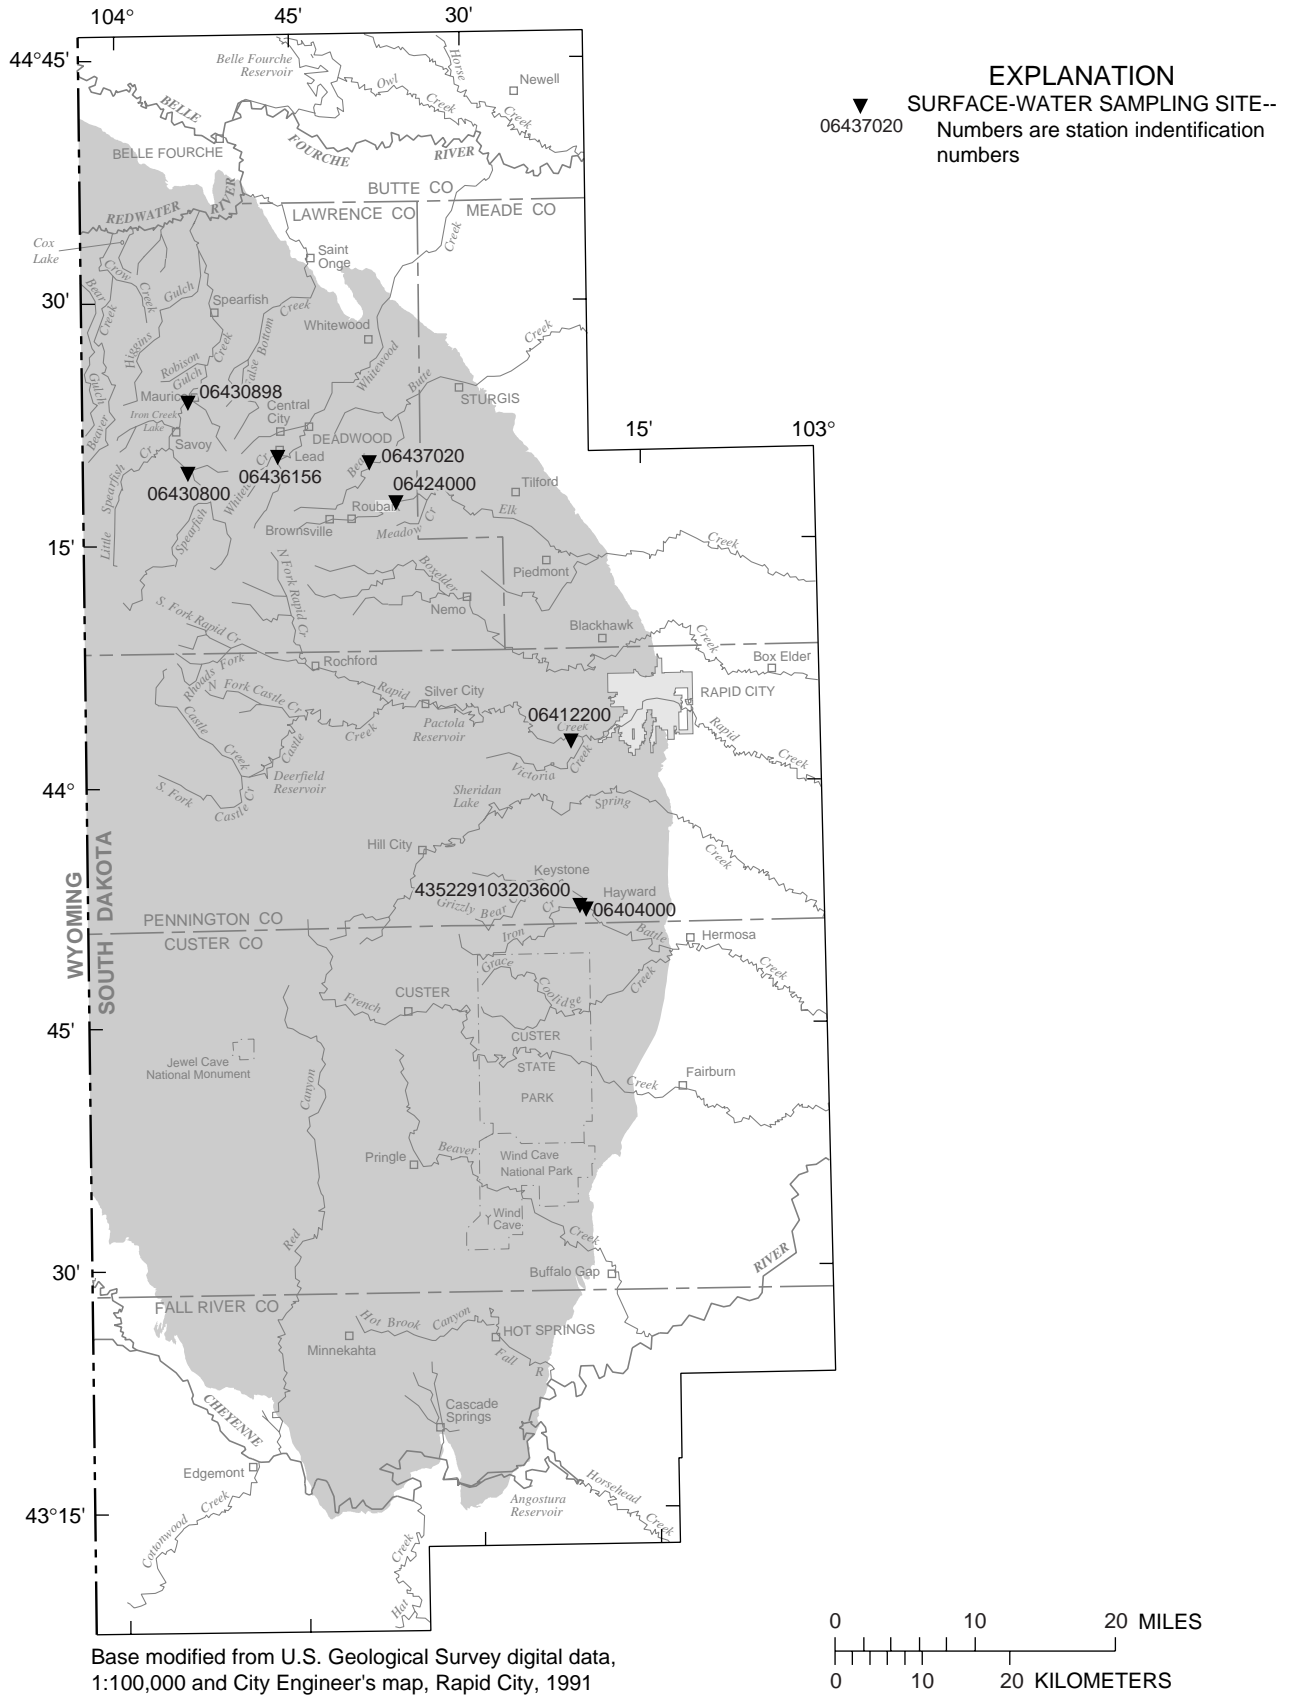 104°
45'
30'
44°45'
Belle Fourche
Reservoir
Horse
Creek
Owl
Creek
Newell
EXPLANATION
SURFACE-WATER SAMPLING SITE--
06437020
Numbers are station indentification
numbers
BELLE
FOURCHE
RIVER
BELLE FOURCHE
BUTTE CO
LAWRENCE CO
MEADE CO
REDWATER
RIVER
Creek
Cox
Lake
Saint
Onge
Crow
Creek
Gulch
Bear
Creek
Gulch
30'
Spearfish
Creek
Whitewood
Creek
Higgins
Robison
Gulch
Creek
False Bottom
Whitewood
Butte
STURGIS
Maurice
06430898
Central
City
15'
103°
Iron Creek
Lake
Beaver
Savoy
DEADWOOD
Cr
Lead
Bear
06437020
Cr
06436156
06424000
06430800
Tilford
Spearfish
Little
Spearfish
Roubaix
Elk
Brownsville
Meadow Cr
Creek
15'
N Fork Rapid Cr.
Boxelder
Piedmont
Nemo
S. Fork Rapid Cr
Blackhawk
Creek
Box Elder
Rochford
Rhoads Fork
N Fork Castle Cr
Rapid
Silver City
RAPID CITY
Castle
Creek
Castle
Creek
Pactola
Reservoir
06412200
Creek
Rapid
Creek
Victoria
Creek
Deerfield
Reservoir
44°
S. Fork
Castle Cr
Sheridan
Lake
Spring
Creek
Hill City
Keystone
435229103203600
Hayward
Grizzly Bear Cr
Cr
06404000
WYOMING
SOUTH DAKOTA
PENNINGTON CO
CUSTER CO
Iron
Battle
Hermosa
Creek
Grace
Coolidge
Creek
French
CUSTER
45'
CUSTER
STATE
PARK
Jewel Cave
National Monument
Canyon
Creek
Fairburn
Pringle
Beaver
Wind Cave
National Park
Wind
Cave
Red
Creek
RIVER
30'
Buffalo Gap
FALL RIVER CO
Hot Brook Canyon
HOT SPRINGS
Minnekahta
Fall
R
CHEYENNE
Cascade
Springs
Edgemont
Horsehead
Creek
Angostura
Reservoir
43°15'
Cottonwood
Creek
Creek
Hat
Base modified from U.S. Geological Survey digital data,
1:100,000 and City Engineer's map, Rapid City, 1991
0 10 20 MILES
0 10 20 KILOMETERS